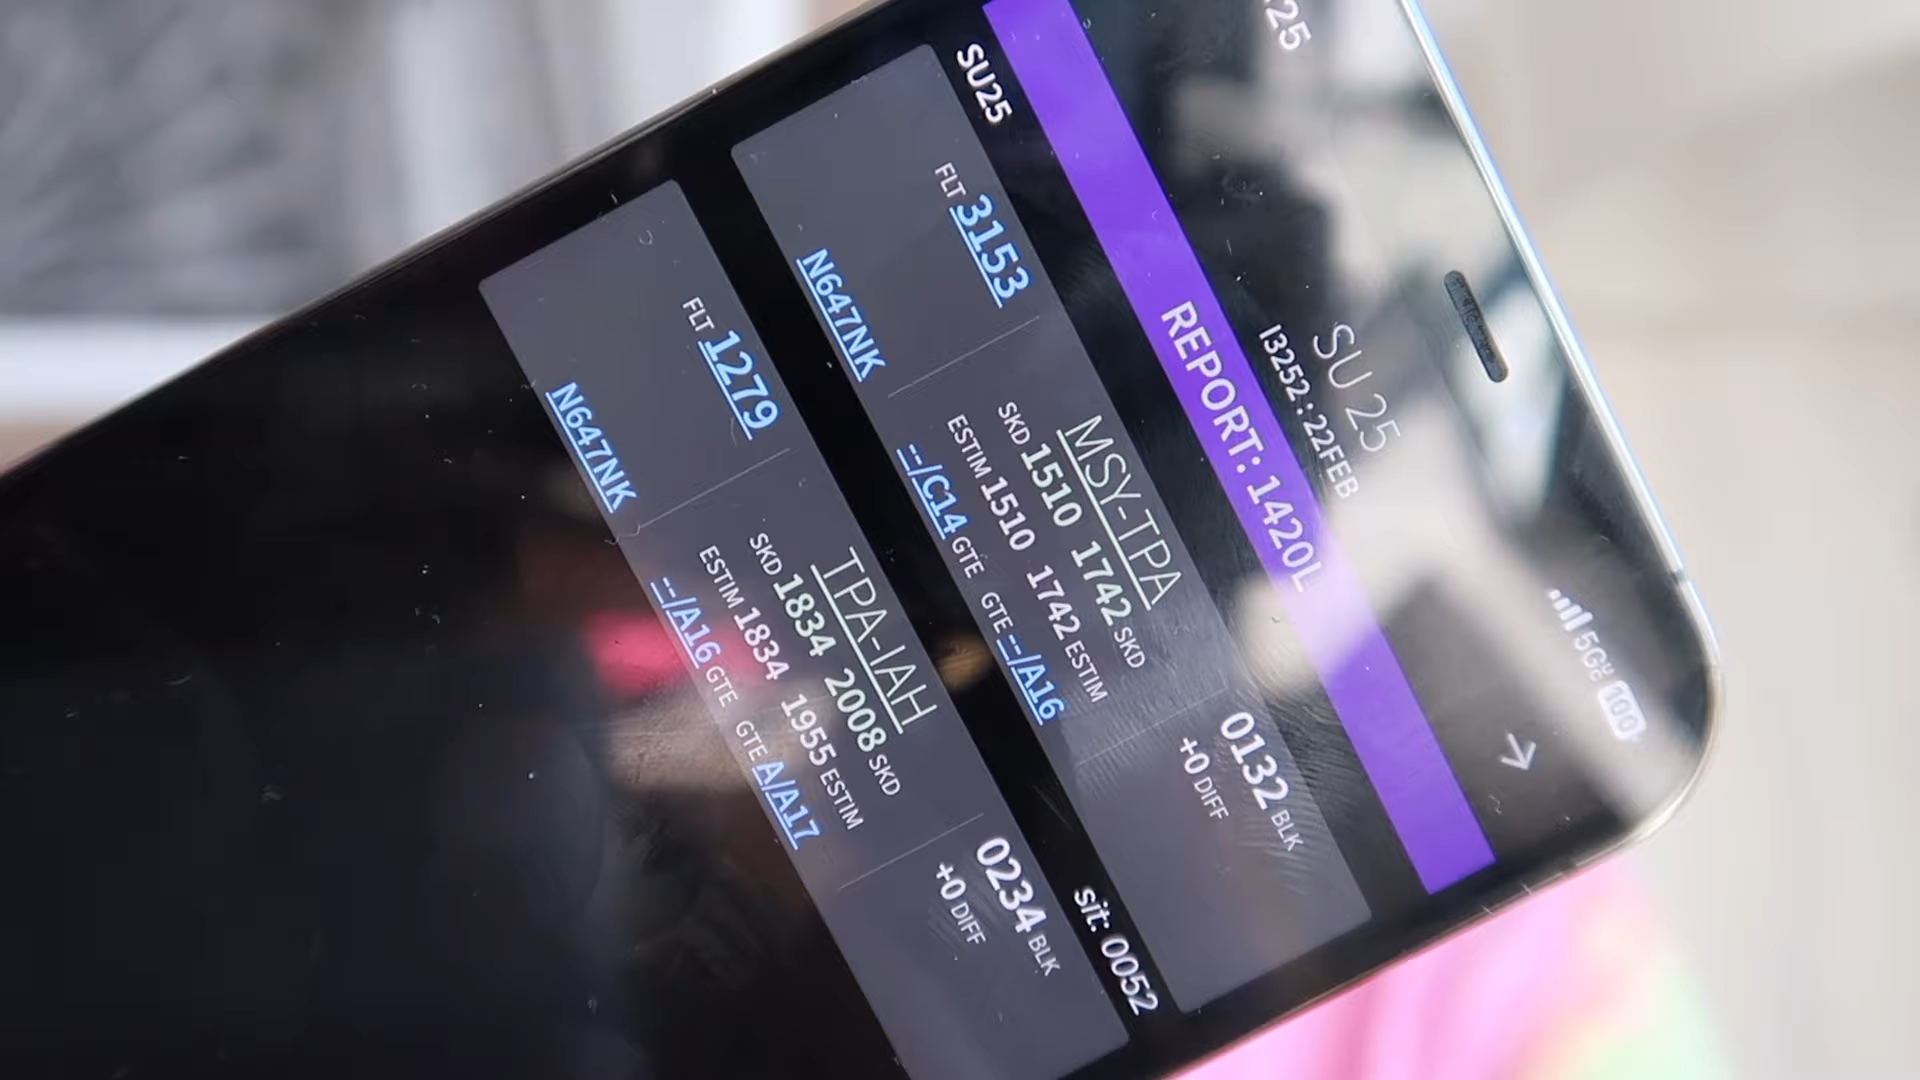 5G 100
SU 25
I3252:22FEB
:25
REPORT: 1420L
SU25
FLT 3153
MSY-TPA
0132 BLK
SKD 1510 1742 SKD
+0 DIFF
N647NK
ESTIM 1510 1742 ESTIM
--/C14 GTE GTE --/A16
sit: 0052
FLT 1279
TPA-IAH
0234 BLK
SKD 1834 2008 SKD
+0 DIFF
N647NK
ESTIM 1834 1955 ESTIM
--/A16 GTE GTE A/A17